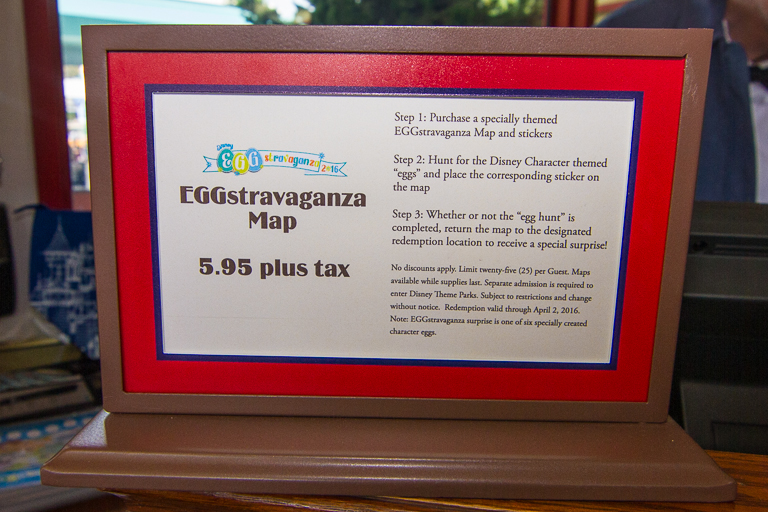 Disney
EGGstravaganza 2016
EGGstravaganza
Map
5.95 plus tax
Step 1: Purchase a specially themed
EGGstravaganza Map and stickers
Step 2: Hunt for the Disney Character themed
“eggs” and place the corresponding sticker on
the map
Step 3: Whether or not the “egg hunt” is
completed, return the map to the designated
redemption location to receive a special surprise!
No discounts apply. Limit twenty-five (25) per Guest. Maps
available while supplies last. Separate admission is required to
enter Disney Theme Parks. Subject to restrictions and change
without notice. Redemption valid through April 2, 2016.
Note: EGGstravaganza surprise is one of six specially created
character eggs.